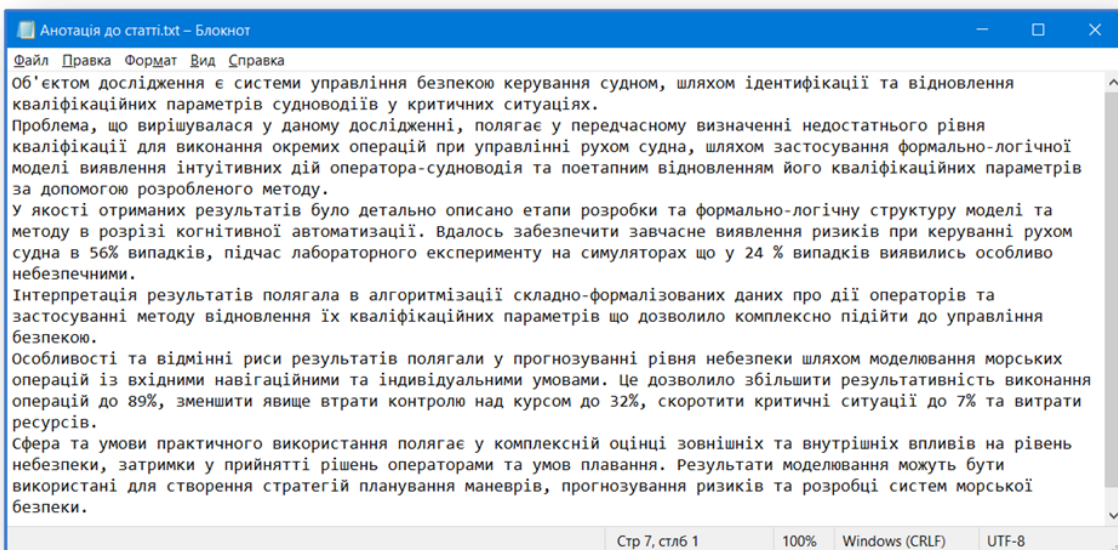 Анотація до статті.txt – Блокнот
Файл Правка Формат Вид Справка
Об'єктом дослідження є системи управління безпекою керування судном, шляхом ідентифікації та відновлення
кваліфікаційних параметрів судноводіїв у критичних ситуаціях.
Проблема, що вирішувалася у даному дослідженні, полягає у передчасному визначенні недостатнього рівня
кваліфікації для виконання окремих операцій при управлінні рухом судна, шляхом застосування формально-логічної
моделі виявлення інтуітивних дій оператора-судноводія та поетапним відновленням його кваліфікаційних параметрів
за допомогою розробленого методу.
У якості отриманих результатів було детально описано етапи розробки та формально-логічну структуру моделі та
методу в розрізі когнітивної автоматизації. Вдалось забезпечити завчасне виявлення ризиків при керуванні рухом
судна в 56% випадків, підчас лабораторного експерименту на симуляторах що у 24 % випадків виявились особливо
небезпечними.
Інтерпретація результатів полягала в алгоритмізації складно-формалізованих даних про дії операторів та
застосуванні методу відновлення їх кваліфікаційних параметрів що дозволило комплексно підійти до управління
безпекою.
Особливості та відмінні риси результатів полягали у прогнозуванні рівня небезпеки шляхом моделювання морських
операцій із вхідними навігаційними та індивідуальними умовами. Це дозволило збільшити результативність виконання
операцій до 89%, зменшити явище втрати контролю над курсом до 32%, скоротити критичні ситуації до 7% та витрати
ресурсів.
Сфера та умови практичного використання полягає у комплексній оцінці зовнішніх та внутрішніх впливів на рівень
небезпеки, затримки у прийнятті рішень операторами та умов плавання. Результати моделювання можуть бути
використані для створення стратегій планування маневрів, прогнозування ризиків та розробці систем морської
безпеки.
Стр 7, стлб 1 100% Windows (CRLF) UTF-8